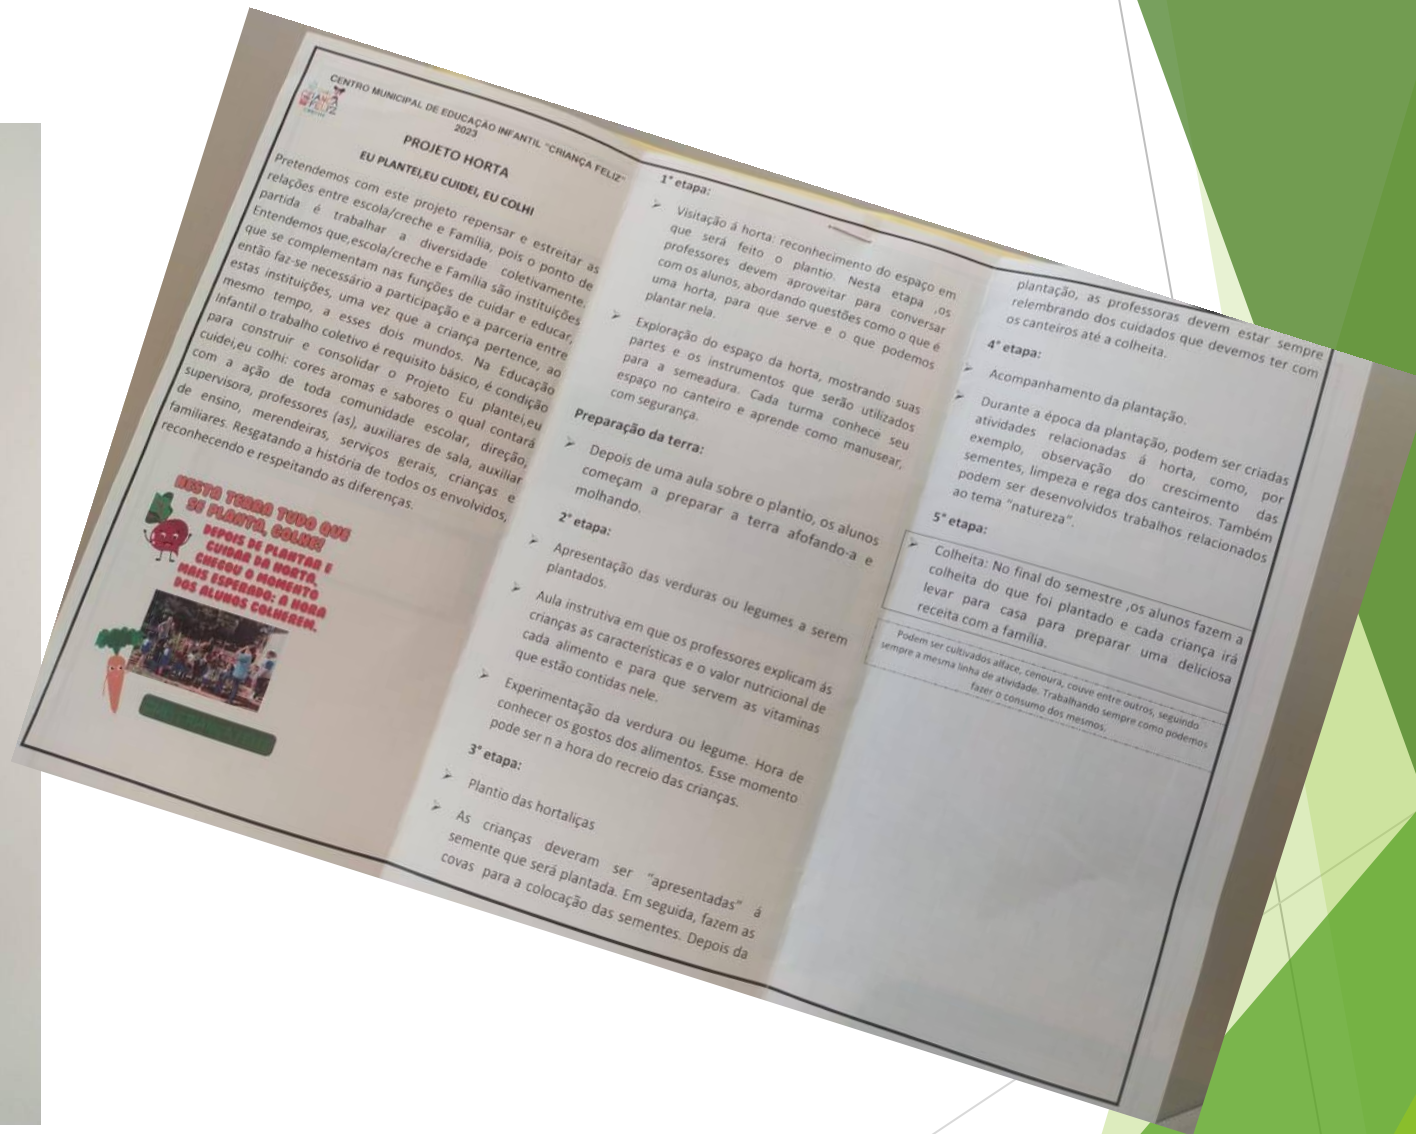 CENTRO MUNICIPAL DE EDUCAÇÃO INFANTIL "CRIANÇA FELIZ"
2023
CRIANÇA
FELIZ
PROJETO HORTA
EU PLANTEI,EU CUIDEI, EU COLHI
Pretendemos com este projeto repensar e estreitar as
relações entre escola/creche e Família, pois o ponto de
partida é trabalhar a diversidade coletivamente.
Entendemos que,escola/creche e Família são instituições
que se complementam nas funções de cuidar e educar,
então faz-se necessário a participação e a parceria entre
estas instituições, uma vez que a criança pertence, ao
mesmo tempo, a esses dois mundos. Na Educação
Infantil o trabalho coletivo é requisito básico, é condição
para construir e consolidar o Projeto Eu plantei,eu
cuidei,eu colhi: cores aromas e sabores o qual contará
com a ação de toda comunidade escolar, direção,
supervisora, professores (as), auxiliares de sala, auxiliar
de ensino, merendeiras, serviços gerais, crianças e
familiares. Resgatando a história de todos os envolvidos,
reconhecendo e respeitando as diferenças.
NESTA TERRA TUDO QUE
SE PLANTA, COLHE!
DEPOIS DE PLANTAR E
CUIDAR DA HORTA,
CHEGOU O MOMENTO
MAIS ESPERADO: A HORA
DOS ALUNOS COLHEREM.
1° etapa:
➢ Visitação á horta: reconhecimento do espaço em
que será feito o plantio. Nesta etapa ,os
professores devem aproveitar para conversar
com os alunos, abordando questões como o que é
uma horta, para que serve e o que podemos
plantar nela.
➢ Exploração do espaço da horta, mostrando suas
partes e os instrumentos que serão utilizados
para a semeadura. Cada turma conhece seu
espaço no canteiro e aprende como manusear,
com segurança.
Preparação da terra:
➢ Depois de uma aula sobre o plantio, os alunos
começam a preparar a terra afofando-a e
molhando.
2° etapa:
➢ Apresentação das verduras ou legumes a serem
plantados.
➢ Aula instrutiva em que os professores explicam ás
crianças as características e o valor nutricional de
cada alimento e para que servem as vitaminas
que estão contidas nele.
➢ Experimentação da verdura ou legume. Hora de
conhecer os gostos dos alimentos. Esse momento
pode ser n a hora do recreio das crianças.
3° etapa:
➢ Plantio das hortaliças
➢ As crianças deveram ser "apresentadas" á
semente que será plantada. Em seguida, fazem as
covas para a colocação das sementes. Depois da
plantação, as professoras devem estar sempre
relembrando dos cuidados que devemos ter com
os canteiros até a colheita.
4° etapa:
➢ Acompanhamento da plantação.
➢ Durante a época da plantação, podem ser criadas
atividades relacionadas á horta, como, por
exemplo, observação do crescimento das
sementes, limpeza e rega dos canteiros. Também
podem ser desenvolvidos trabalhos relacionados
ao tema "natureza".
5° etapa:
➢ Colheita: No final do semestre ,os alunos fazem a
colheita do que foi plantado e cada criança irá
levar para casa para preparar uma deliciosa
receita com a família.
Podem ser cultivados alface, cenoura, couve entre outros, seguindo
sempre a mesma linha de atividade. Trabalhando sempre como podemos
fazer o consumo dos mesmos.